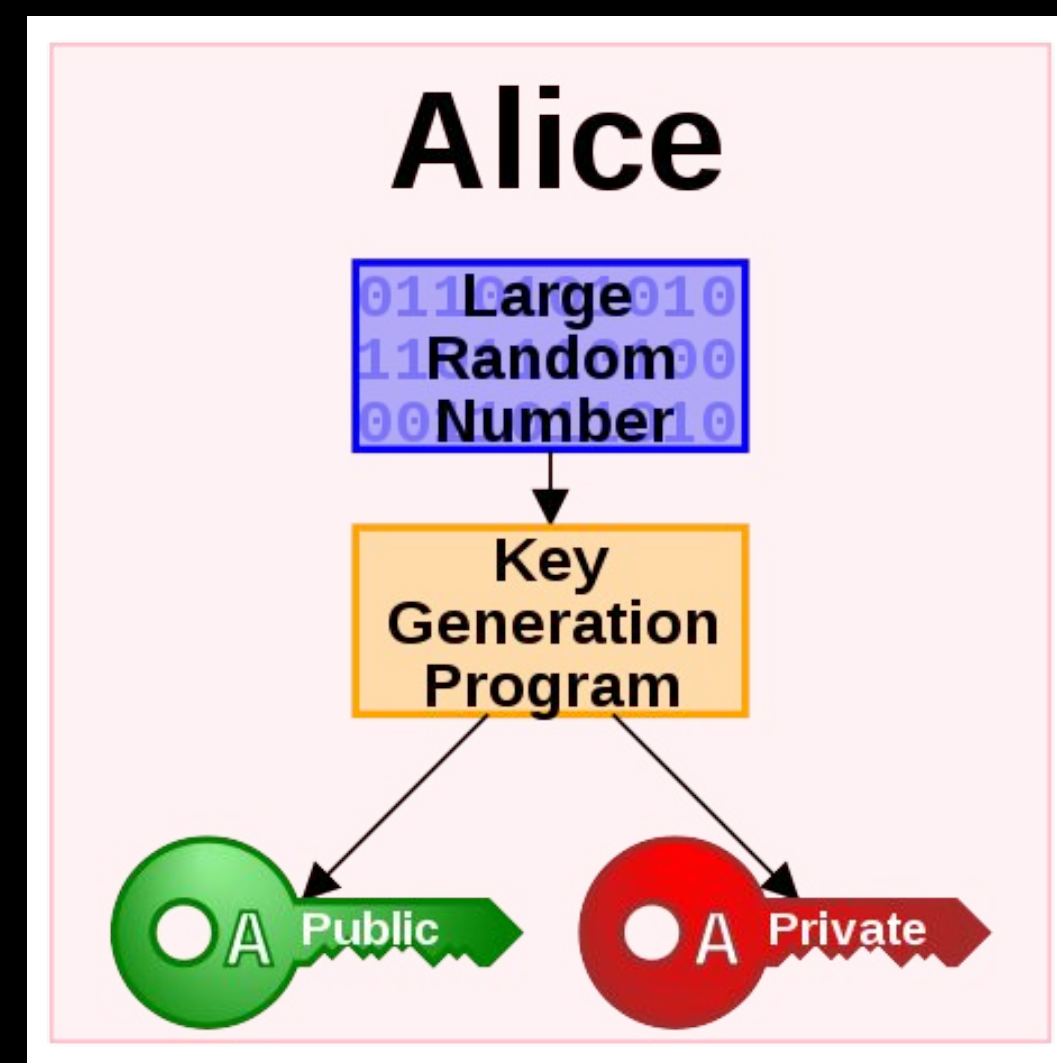 Alice
Large
Random
Number
Key
Generation
Program
A Public
A Private